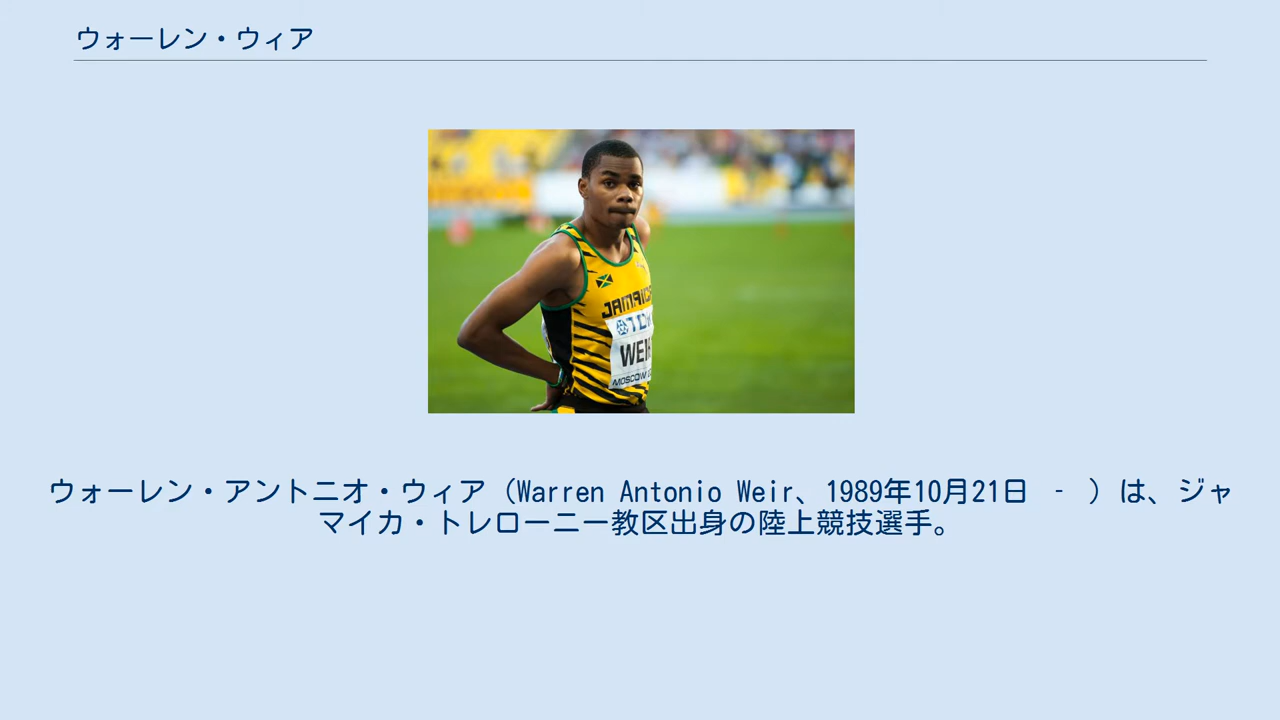 ウォーレン・ウィア
JAMAICA
TDK
WEIR
MOSCOW
ウォーレン・アントニオ・ウィア（Warren Antonio Weir、1989年10月21日 - ）は、ジャ
マイカ・トレローニー教区出身の陸上競技選手。